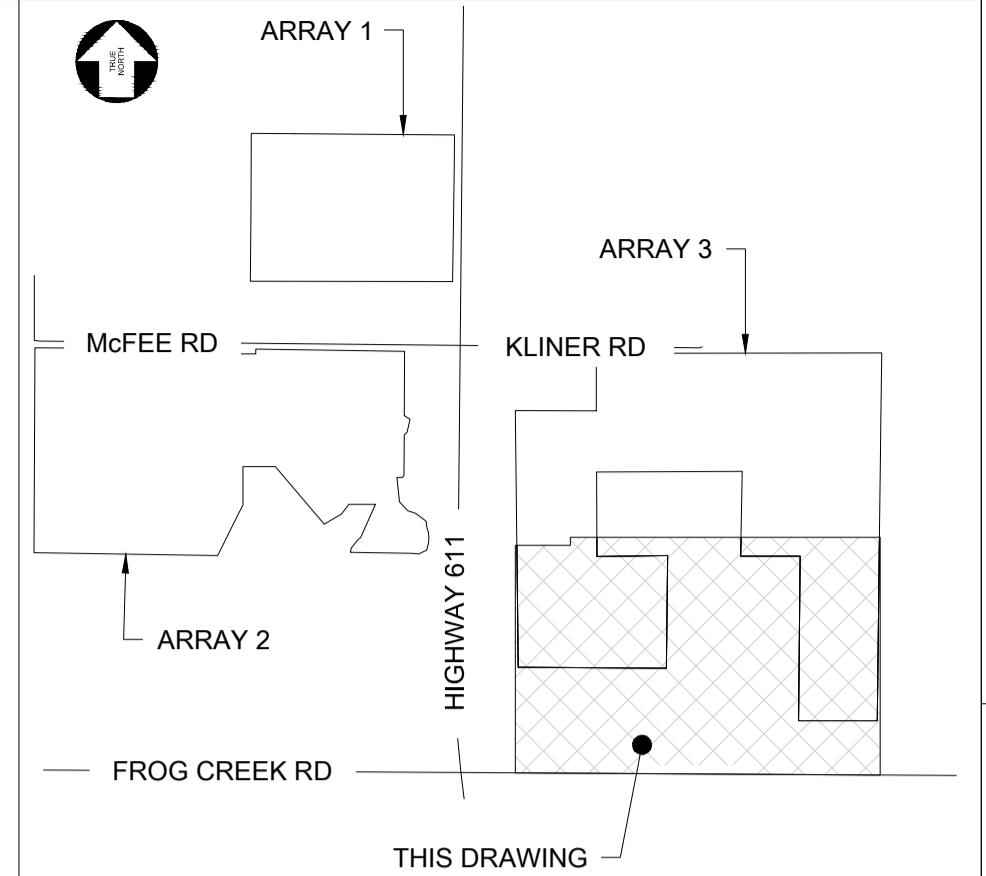 ARRAY 1
TRUE
NORTH
ARRAY 3
McFEE RD
KLINER RD
HIGHWAY 611
ARRAY 2
FROG CREEK RD
THIS DRAWING